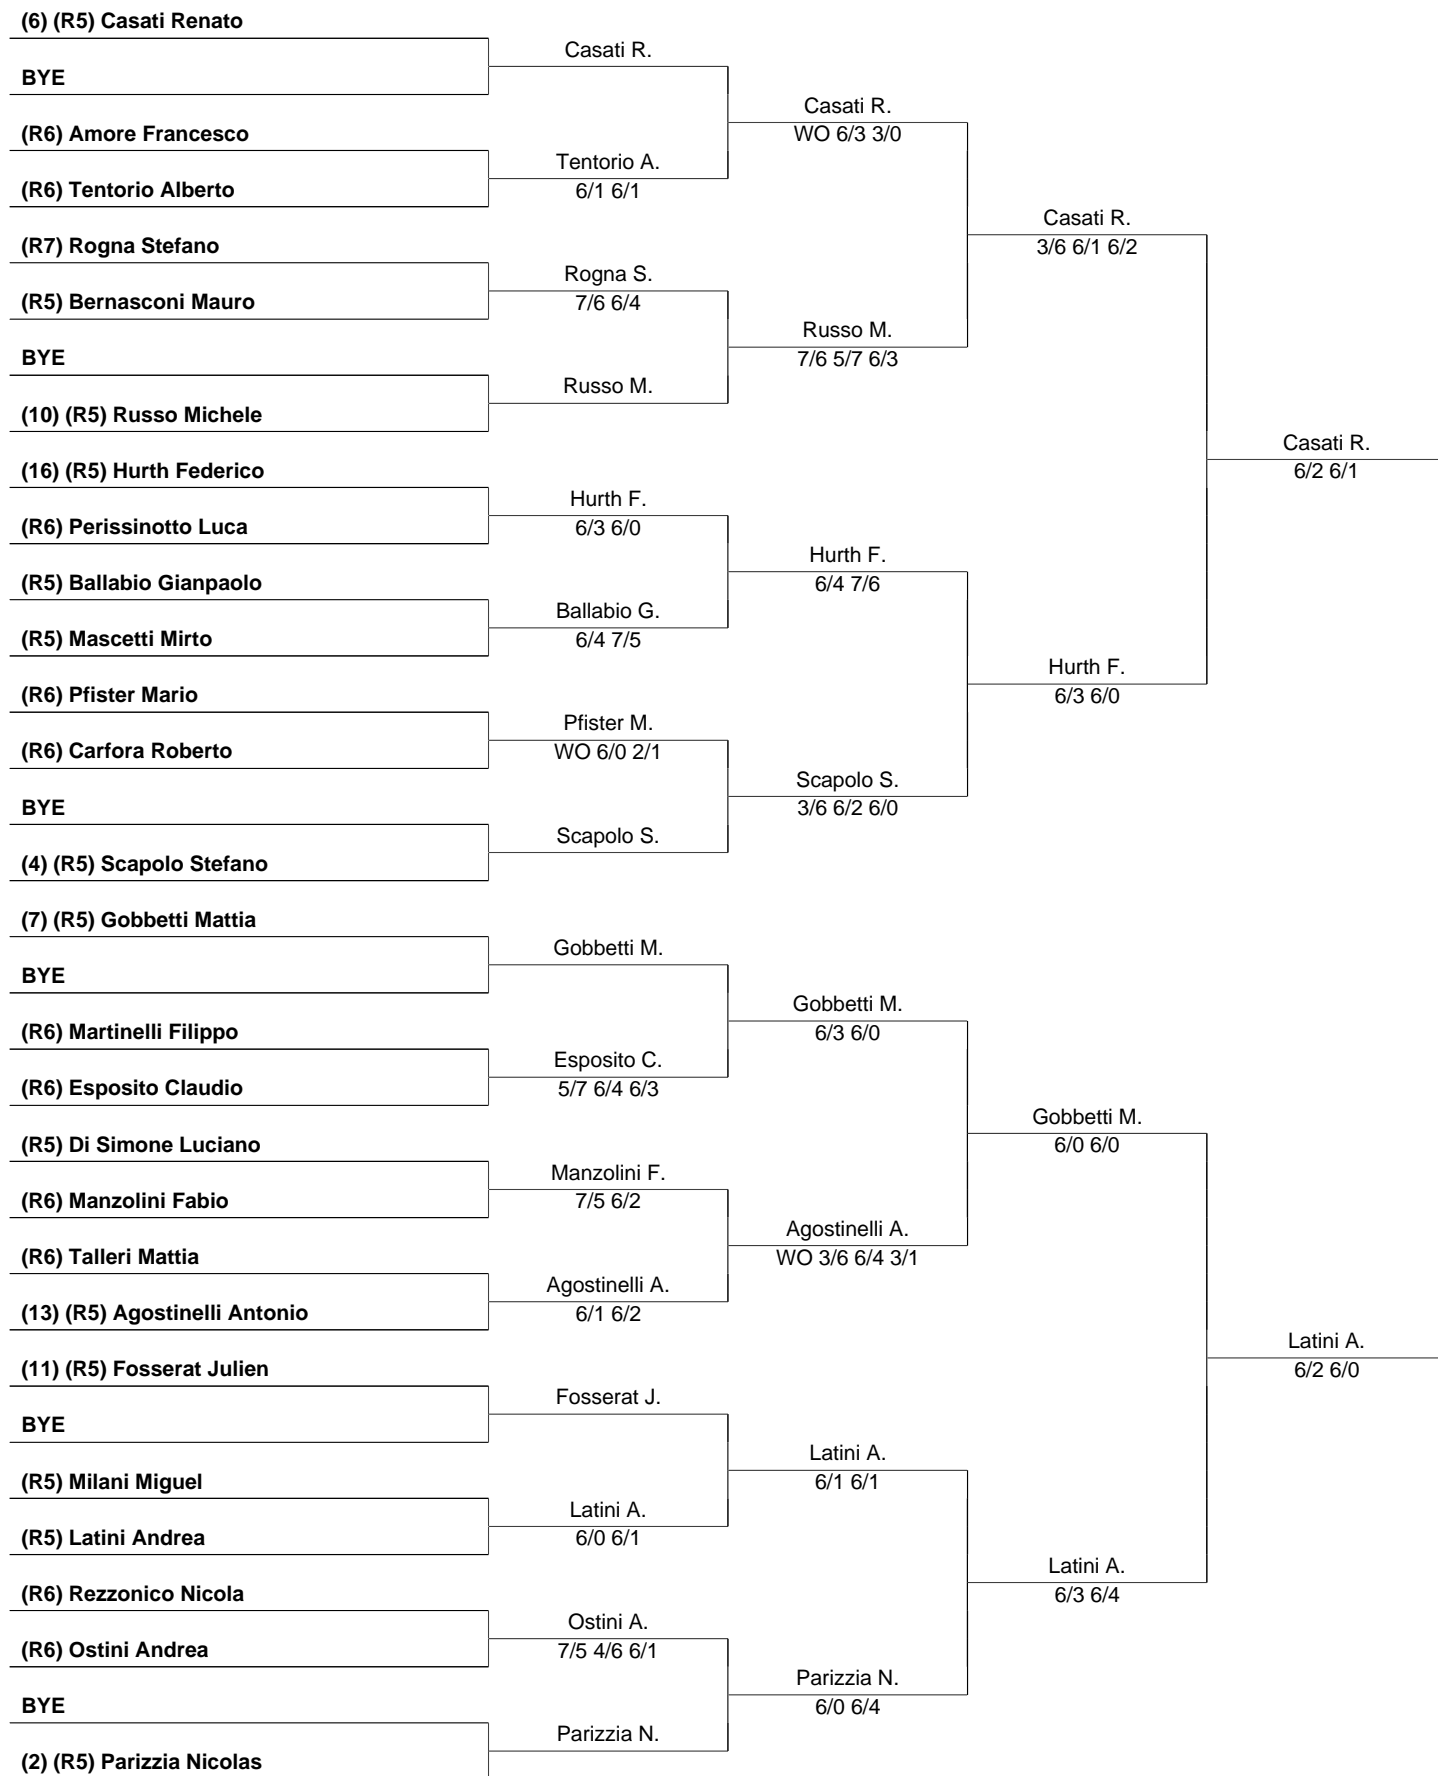 (6) (R5) Casati Renato
Casati R.
BYE
Casati R.
WO 6/3 3/0
(R6) Amore Francesco
Tentorio A.
6/1 6/1
(R6) Tentorio Alberto
Casati R.
3/6 6/1 6/2
(R7) Rogna Stefano
Rogna S.
7/6 6/4
(R5) Bernasconi Mauro
Russo M.
7/6 5/7 6/3
BYE
Russo M.
(10) (R5) Russo Michele
Casati R.
6/2 6/1
(16) (R5) Hurth Federico
Hurth F.
6/3 6/0
(R6) Perissinotto Luca
Hurth F.
6/4 7/6
(R5) Ballabio Gianpaolo
Ballabio G.
6/4 7/5
(R5) Mascetti Mirto
Hurth F.
6/3 6/0
(R6) Pfister Mario
Pfister M.
WO 6/0 2/1
(R6) Carfora Roberto
Scapolo S.
3/6 6/2 6/0
BYE
Scapolo S.
(4) (R5) Scapolo Stefano
(7) (R5) Gobbetti Mattia
Gobbetti M.
BYE
Gobbetti M.
6/3 6/0
(R6) Martinelli Filippo
Esposito C.
5/7 6/4 6/3
(R6) Esposito Claudio
Gobbetti M.
6/0 6/0
(R5) Di Simone Luciano
Manzolini F.
7/5 6/2
(R6) Manzolini Fabio
Agostinelli A.
WO 3/6 6/4 3/1
(R6) Talleri Mattia
Agostinelli A.
6/1 6/2
(13) (R5) Agostinelli Antonio
Latini A.
6/2 6/0
(11) (R5) Fosserat Julien
Fosserat J.
BYE
Latini A.
6/1 6/1
(R5) Milani Miguel
Latini A.
6/0 6/1
(R5) Latini Andrea
Latini A.
6/3 6/4
(R6) Rezzonico Nicola
Ostini A.
7/5 4/6 6/1
(R6) Ostini Andrea
Parizzia N.
6/0 6/4
BYE
Parizzia N.
(2) (R5) Parizzia Nicolas